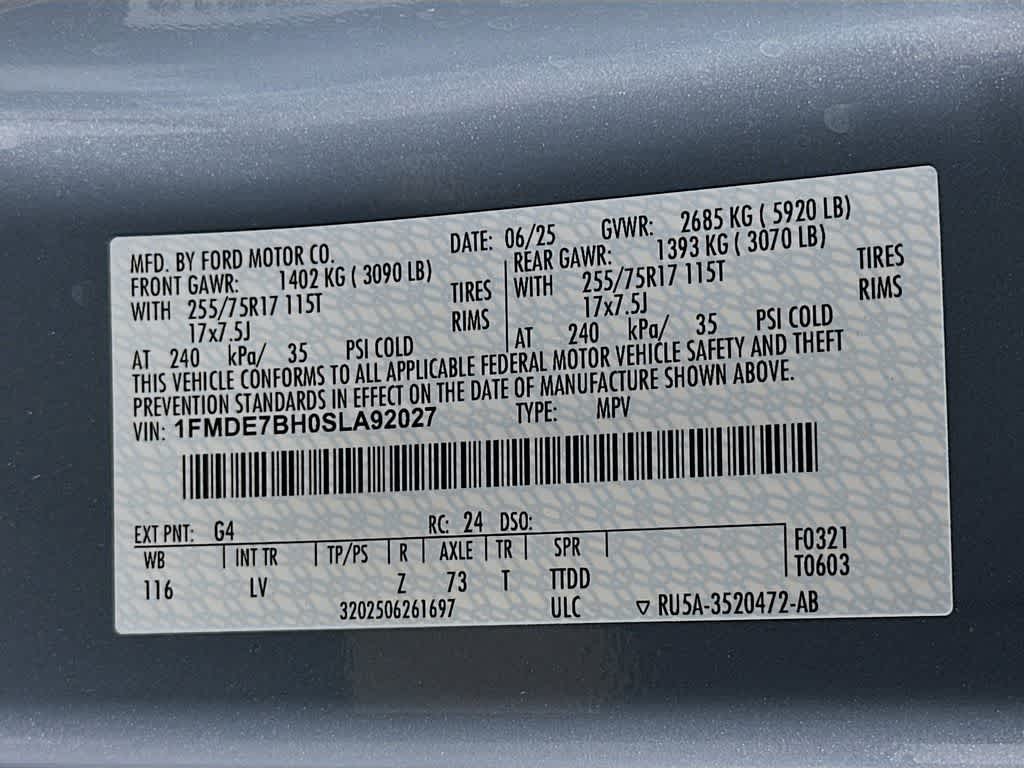 MFD. BY FORD MOTOR CO. DATE: 06/25 GVWR: 2685 KG ( 5920 LB)
FRONT GAWR: 1402 KG ( 3090 LB) REAR GAWR: 1393 KG ( 3070 LB)
WITH 255/75R17 115T TIRES WITH 255/75R17 115T TIRES
17x7.5J RIMS 17x7.5J RIMS
AT 240 kPa/ 35 PSI COLD AT 240 kPa/ 35 PSI COLD
THIS VEHICLE CONFORMS TO ALL APPLICABLE FEDERAL MOTOR VEHICLE SAFETY AND THEFT
PREVENTION STANDARDS IN EFFECT ON THE DATE OF MANUFACTURE SHOWN ABOVE.
VIN: 1FMDE7BH0SLA92027 TYPE: MPV
EXT PNT: G4 RC: 24 DSO:
WB INT TR TP/PS R AXLE TR SPR F0321
116 LV Z 73 T TTDD T0603
3202506261697 ULC ▽ RU5A-3520472-AB